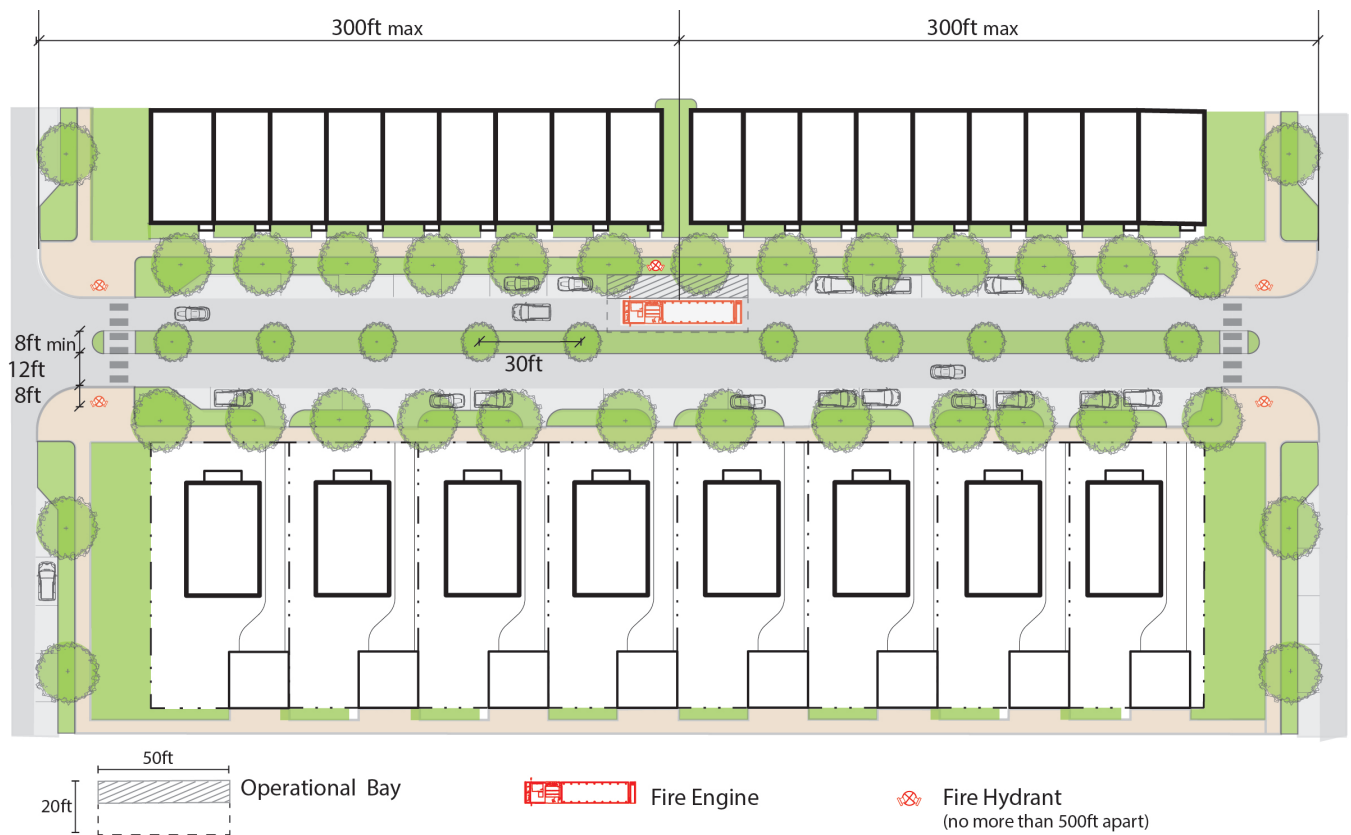 300ft max
300ft max
8ft min
12ft
8ft
30ft
50ft
20ft
Operational Bay
Fire Engine
Fire Hydrant
(no more than 500ft apart)